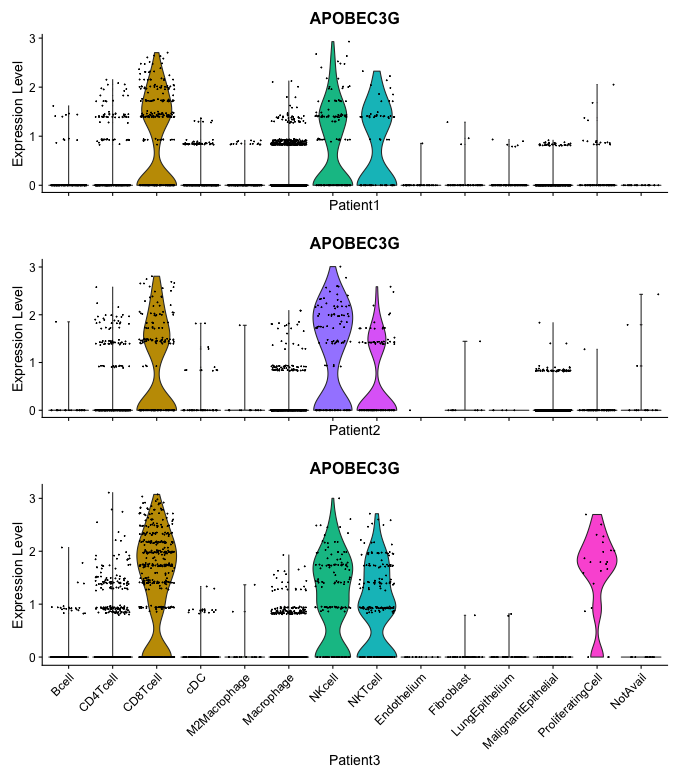 APOBEC3G
Expression Level
3
2
1
0
Patient1
APOBEC3G
Expression Level
3
2
1
0
Patient2
APOBEC3G
Expression Level
3
2
1
0
Bcell
CD4Tcell
CD8Tcell
cDC
M2Macrophage
Macrophage
NKcell
NKTcell
Endothelium
Fibroblast
LungEpithelium
MalignantEpithelial
ProliferatingCell
NotAvail
Patient3